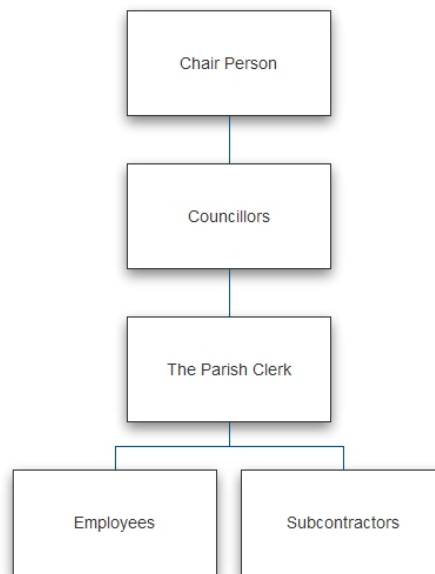 Chair Person
Councillors
The Parish Clerk
Employees
Subcontractors